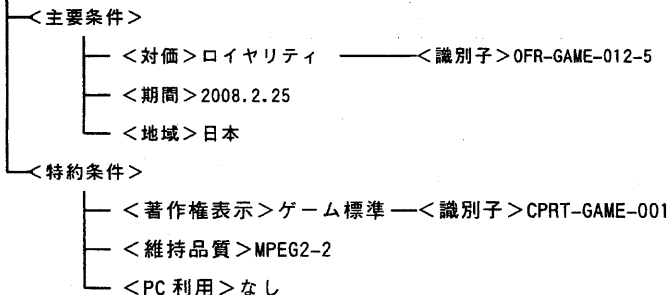 <主要条件>
<対価>ロイヤリティ <識別子>OFR-GAME-012-5
<期間>2008.2.25
<地域>日本
<特約条件>
<著作権表示>ゲーム標準 <識別子>CPRT-GAME-001
<維持品質>MPEG2-2
<PC利用>なし